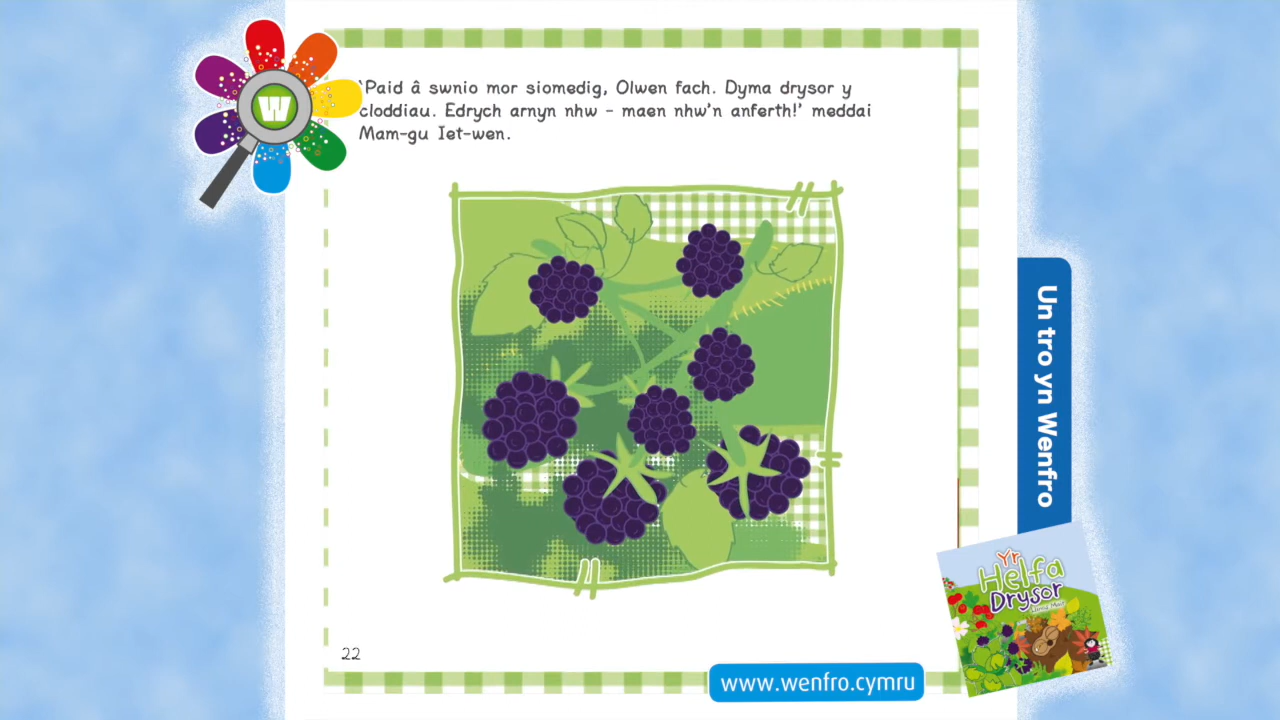 'Paid â swnio mor siomedig, Olwen fach. Dyma drysor y
cloddiau. Edrych arnyn nhw - maen nhw'n anferth!' meddai
Mam-gu Iet-wen.
W
Un tro yn Wenfro
Yr
Helfa
Drysor
22
www.wenfro.cymru